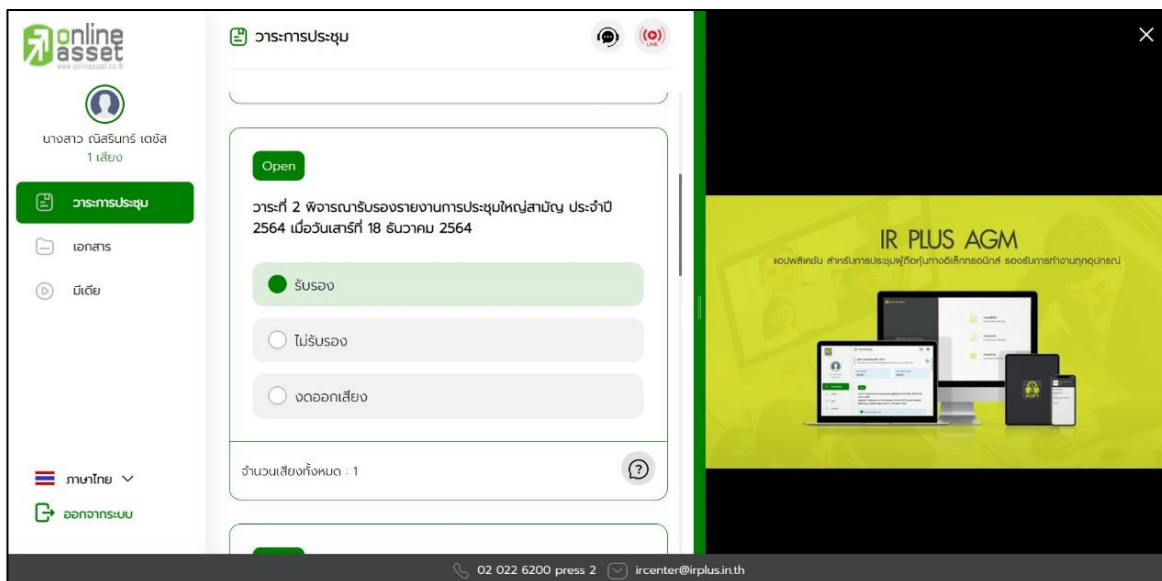 online
asset
www.onlineasset.co.th
นางสาว ณิสรินทร์ เตชัส
1 เสียง
วาระการประชุม
เอกสาร
มีเดีย
ภาษาไทย
ออกจากระบบ
วาระการประชุม
LIVE
Open
วาระที่ 2 พิจารณารับรองรายงานการประชุมใหญ่สามัญ ประจำปี
2564 เมื่อวันเสาร์ที่ 18 ธันวาคม 2564
รับรอง
ไม่รับรอง
งดออกเสียง
จำนวนเสียงทั้งหมด : 1
IR PLUS AGM
แอปพลิเคชัน สำหรับการประชุมผู้ถือหุ้นทางอิเล็กทรอนิกส์ รองรับการทำงานทุกอุปกรณ์
AGM
02 022 6200 press 2
ircenter@irplus.in.th